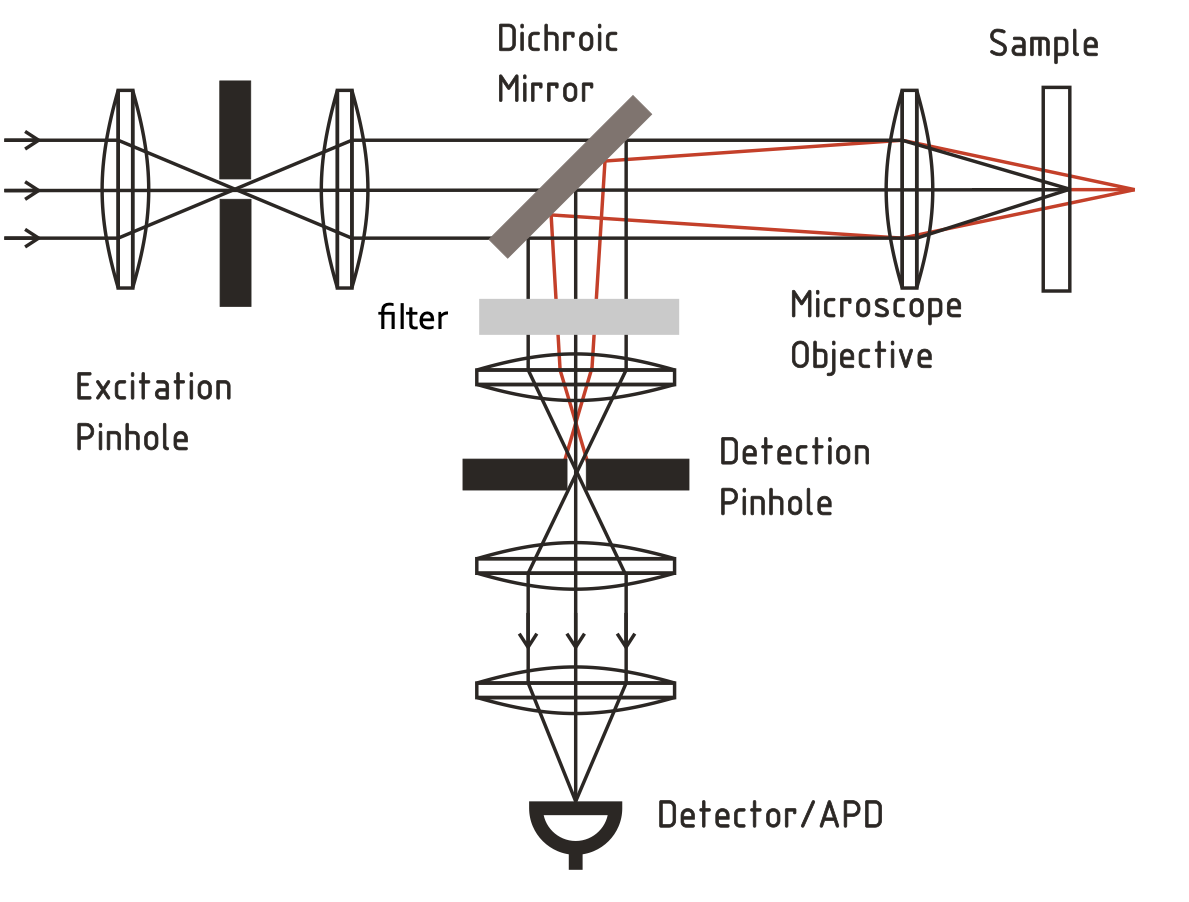 Dichroic
Mirror
Sample
filter
Microscope
Objective
Excitation
Pinhole
Detection
Pinhole
Detector/APD